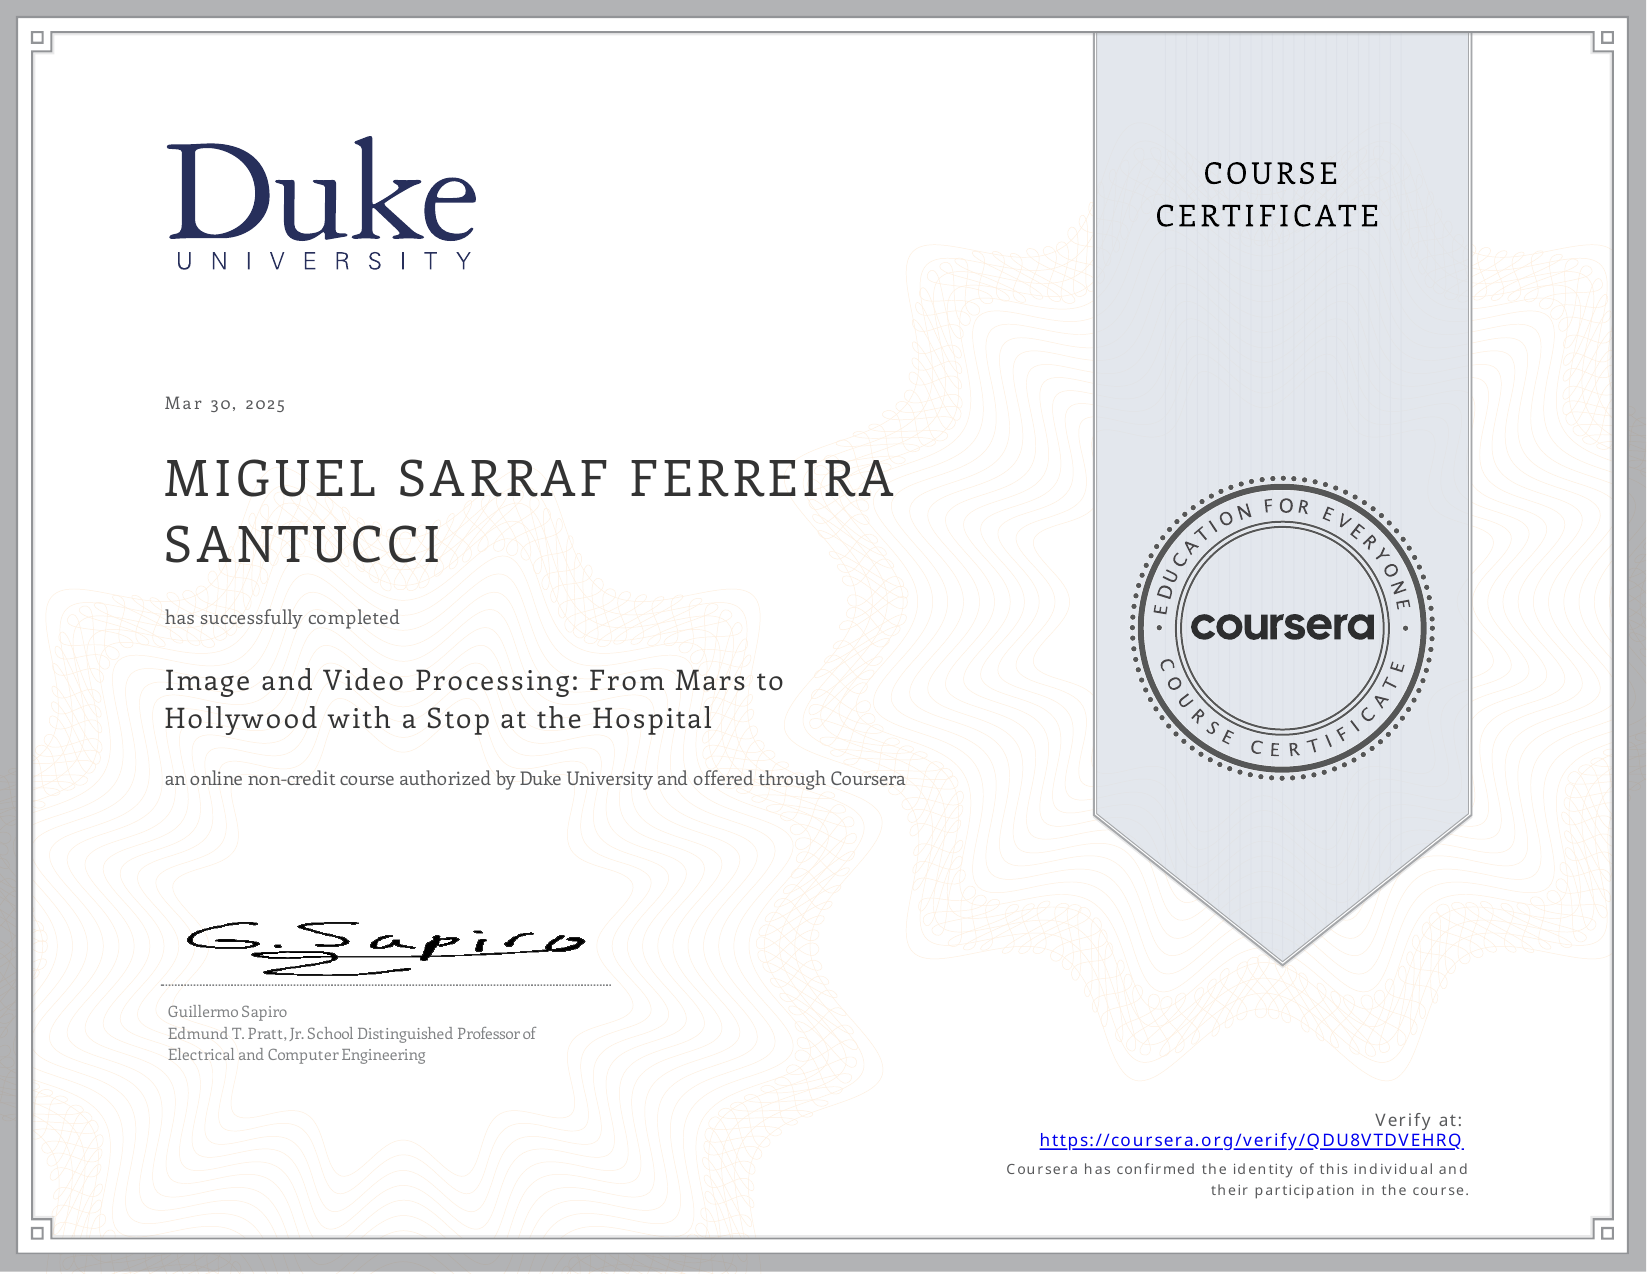 Duke
UNIVERSITY
COURSE
CERTIFICATE
Mar 30, 2025
MIGUEL SARRAF FERREIRA
SANTUCCI
has successfully completed
Image and Video Processing: From Mars to
Hollywood with a Stop at the Hospital
an online non-credit course authorized by Duke University and offered through Coursera
EDUCATION FOR EVERYONE
coursera
COURSE CERTIFICATE
G. Sapiro
Guillermo Sapiro
Edmund T. Pratt, Jr. School Distinguished Professor of
Electrical and Computer Engineering
Verify at:
https://coursera.org/verify/QDU8VTDVEHRQ
Coursera has confirmed the identity of this individual and
their participation in the course.